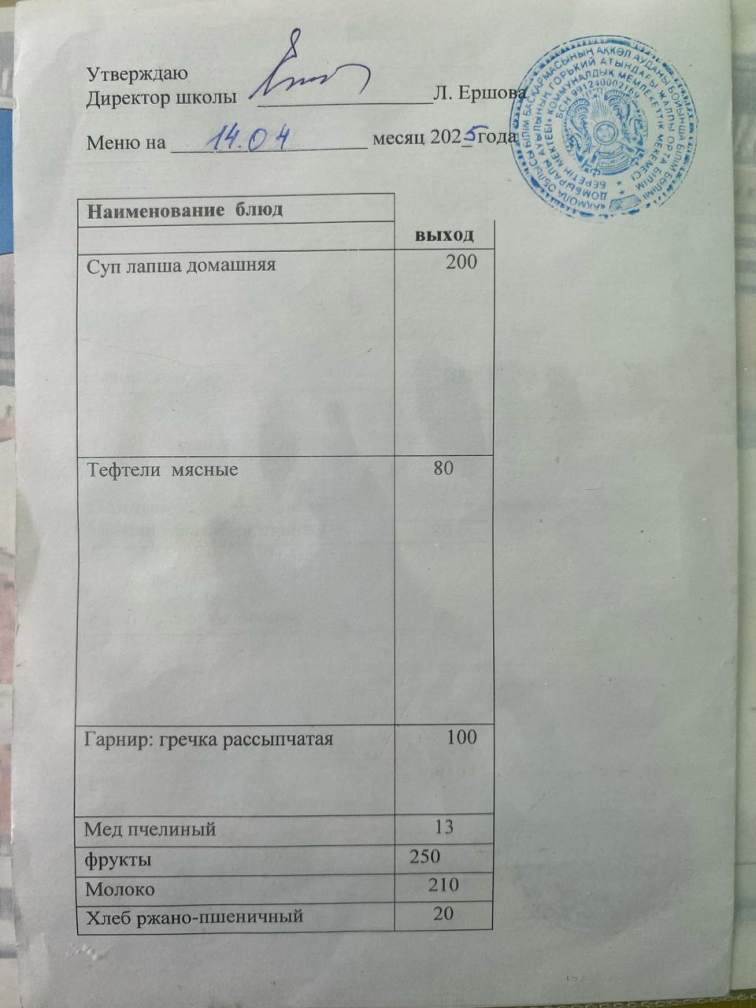 Утверждаю
Директор школы ________________Л. Ершова
Меню на 14.04 месяц 2025 года
Наименование блюд
выход
Суп лапша домашняя 200
Тефтели мясные 80
Гарнир: гречка рассыпчатая 100
Мед пчелиный 13
фрукты 250
Молоко 210
Хлеб ржано-пшеничный 20